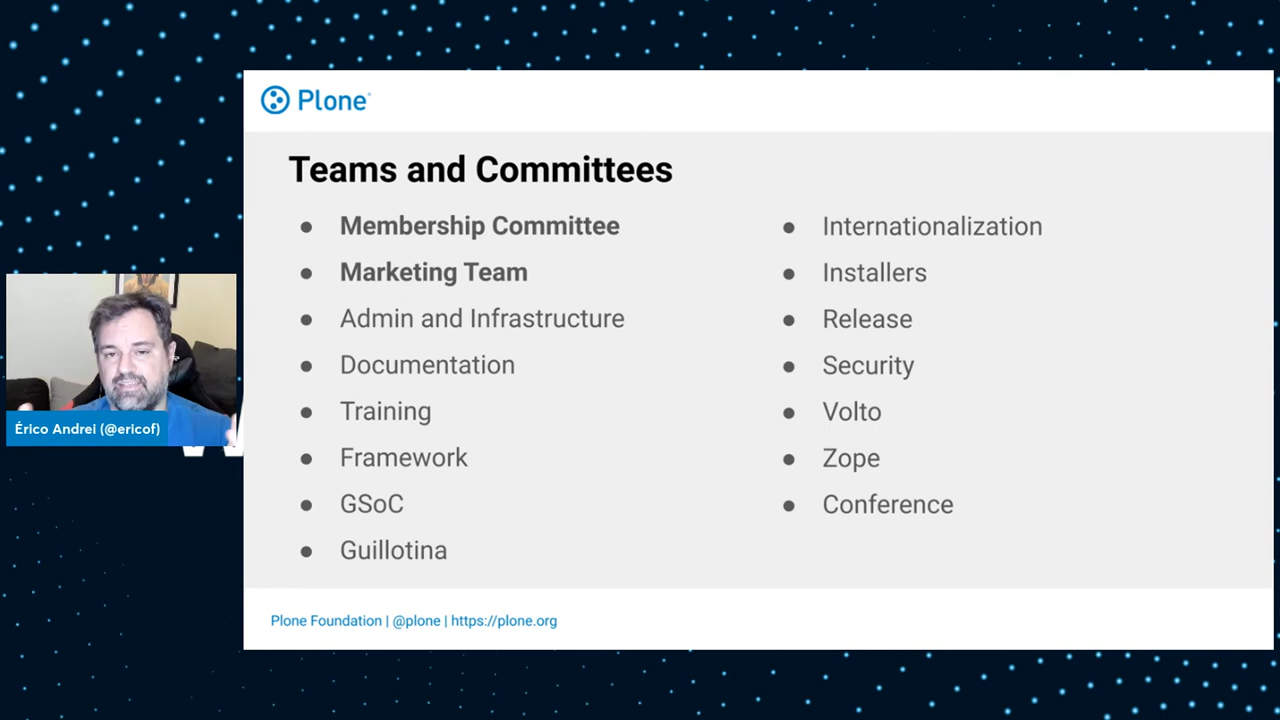 Plone
Teams and Committees
Membership Committee
Marketing Team
Admin and Infrastructure
Documentation
Training
Framework
GSoC
Guillotina
Internationalization
Installers
Release
Security
Volto
Zope
Conference
Plone Foundation | @plone | https://plone.org
Érico Andrei (@ericof)